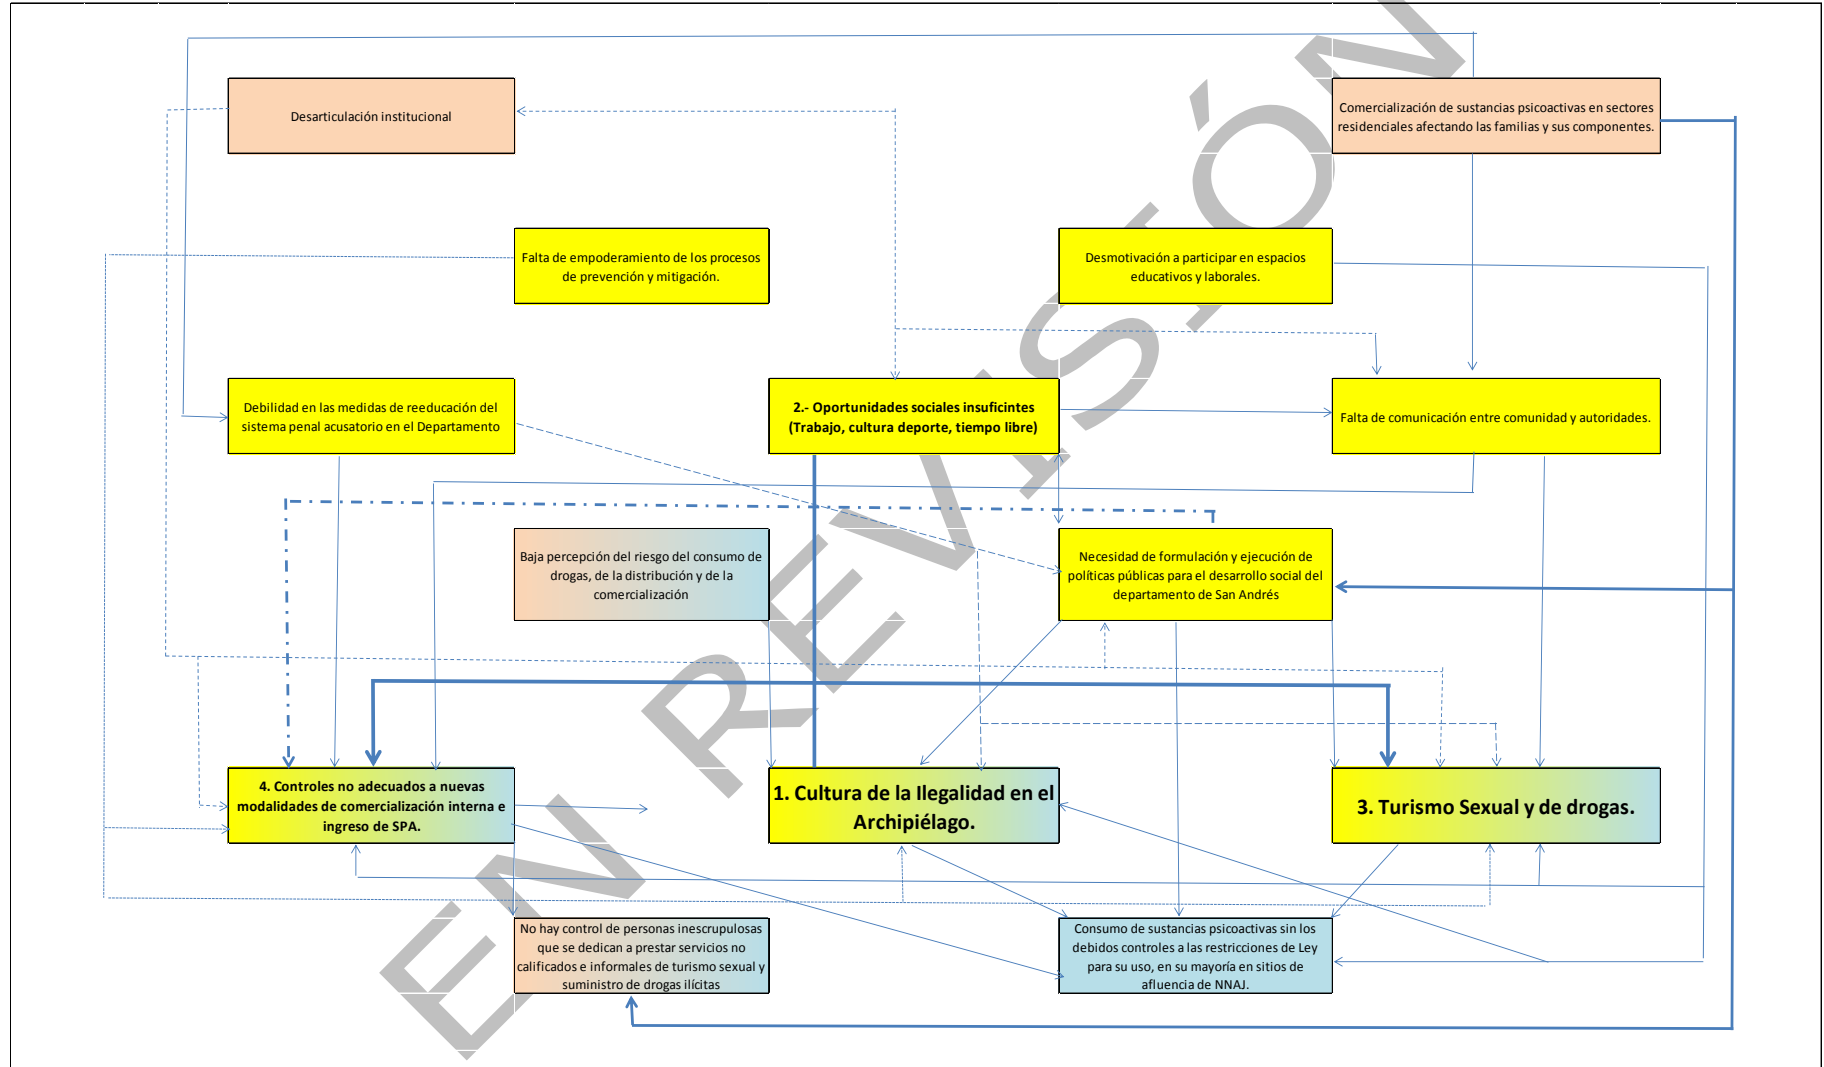 Desarticulación institucional
Comercialización de sustancias psicoactivas en sectores
residenciales afectando las familias y sus componentes.
Falta de empoderamiento de los procesos
de prevención y mitigación.
Desmotivación a participar en espacios
educativos y laborales.
Debilidad en las medidas de reeducación del
sistema penal acusatorio en el Departamento
2.- Oportunidades sociales insuficintes
(Trabajo, cultura deporte, tiempo libre)
Falta de comunicación entre comunidad y autoridades.
Baja percepción del riesgo del consumo de
drogas, de la distribución y de la
comercialización
Necesidad de formulación y ejecución de
políticas públicas para el desarrollo social del
departamento de San Andrés
4. Controles no adecuados a nuevas
modalidades de comercialización interna e
ingreso de SPA.
1. Cultura de la Ilegalidad en el
Archipiélago.
3. Turismo Sexual y de drogas.
No hay control de personas inescrupulosas
que se dedican a prestar servicios no
calificados e informales de turismo sexual y
suministro de drogas ilícitas
Consumo de sustancias psicoactivas sin los
debidos controles a las restricciones de Ley
para su uso, en su mayoría en sitios de
afluencia de NNAJ.
EN REVISIÓN